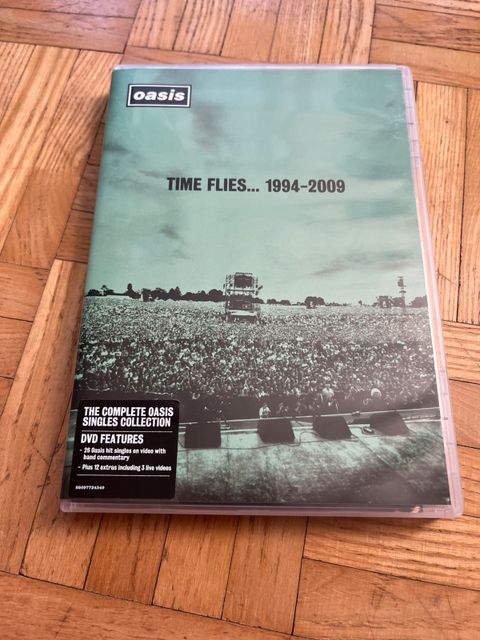 oasis
TIME FLIES... 1994-2009
THE COMPLETE OASIS
SINGLES COLLECTION
DVD FEATURES
- 26 Oasis hit singles on video with
band commentary
- Plus 12 extras including 3 live videos
88697724349